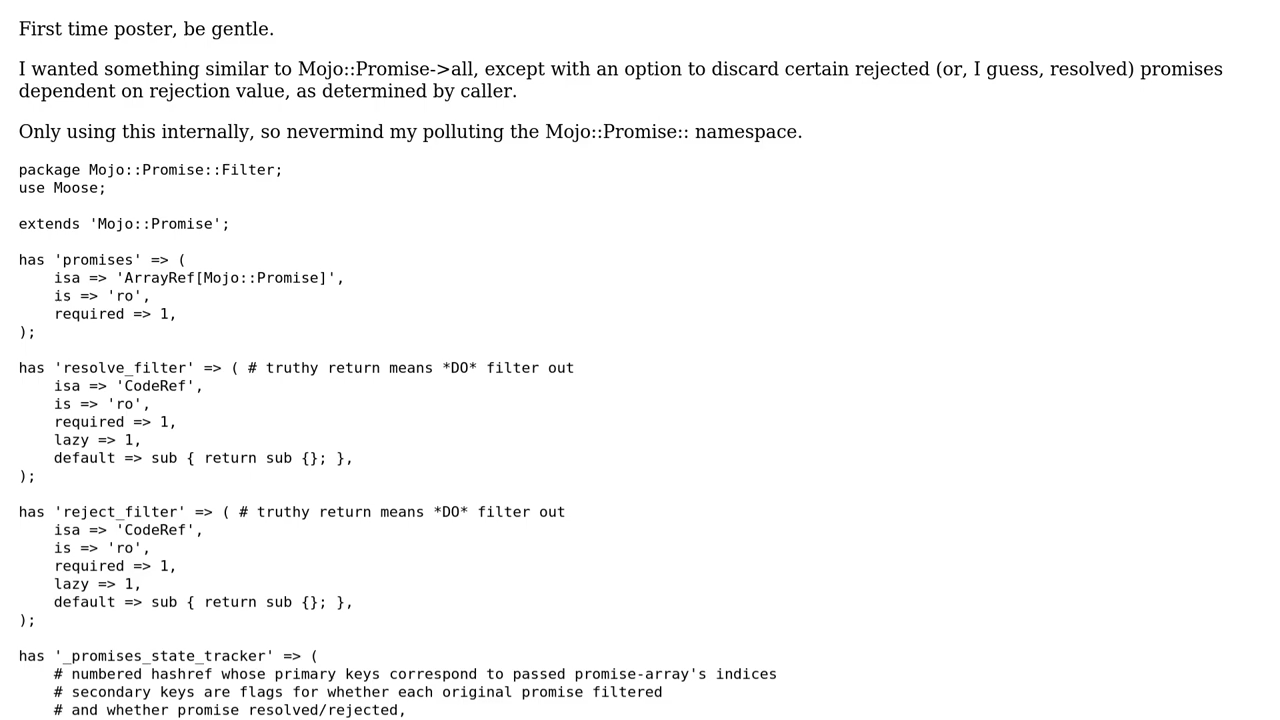 First time poster, be gentle.
I wanted something similar to Mojo::Promise->all, except with an option to discard certain rejected (or, I guess, resolved) promises
dependent on rejection value, as determined by caller.
Only using this internally, so nevermind my polluting the Mojo::Promise:: namespace.
package Mojo::Promise::Filter;
use Moose;

extends 'Mojo::Promise';

has 'promises' => (
    isa => 'ArrayRef[Mojo::Promise]',
    is => 'ro',
    required => 1,
);

has 'resolve_filter' => ( # truthy return means *DO* filter out
    isa => 'CodeRef',
    is => 'ro',
    required => 1,
    lazy => 1,
    default => sub { return sub {}; },
);

has 'reject_filter' => ( # truthy return means *DO* filter out
    isa => 'CodeRef',
    is => 'ro',
    required => 1,
    lazy => 1,
    default => sub { return sub {}; },
);

has '_promises_state_tracker' => (
    # numbered hashref whose primary keys correspond to passed promise-array's indices
    # secondary keys are flags for whether each original promise filtered
    # and whether promise resolved/rejected,